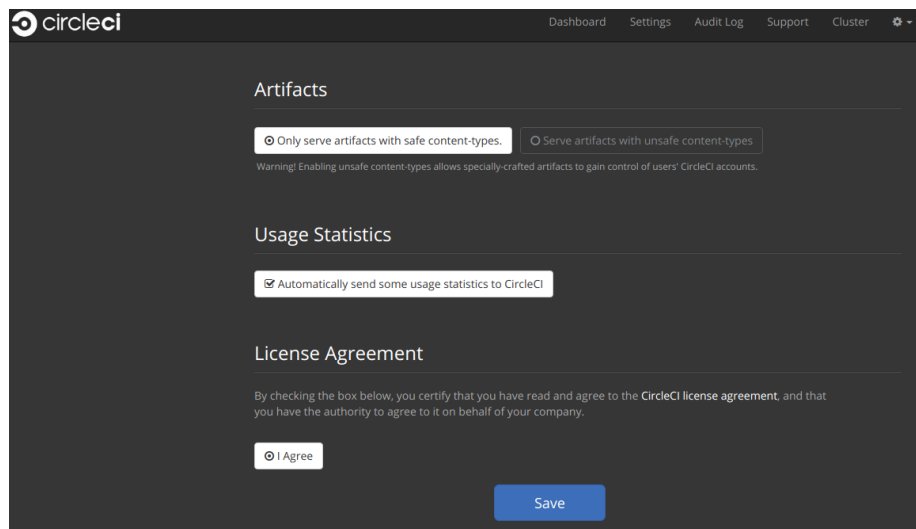 circleci
Dashboard Settings Audit Log Support Cluster
Artifacts
Only serve artifacts with safe content-types. Serve artifacts with unsafe content-types
Warning! Enabling unsafe content-types allows specially-crafted artifacts to gain control of users' CircleCI accounts.
Usage Statistics
Automatically send some usage statistics to CircleCI
License Agreement
By checking the box below, you certify that you have read and agree to the CircleCI license agreement, and that
you have the authority to agree to it on behalf of your company.
I Agree
Save